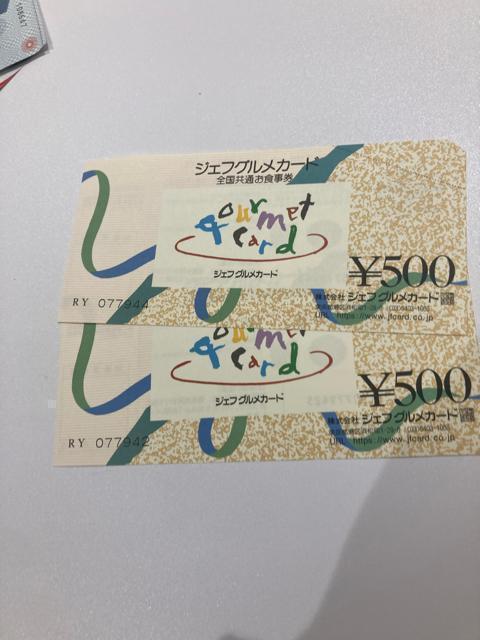 108667
ジェフグルメカード
全国共通お食事券
gourmet
card
ジェフグルメカード
¥500
RY 077944
株式会社 ジェフグルメカード
URL https://www.jfcard.co.jp
gourmet
card
ジェフグルメカード
¥500
RY 077942
株式会社 ジェフグルメカード
URL https://www.jfcard.co.jp